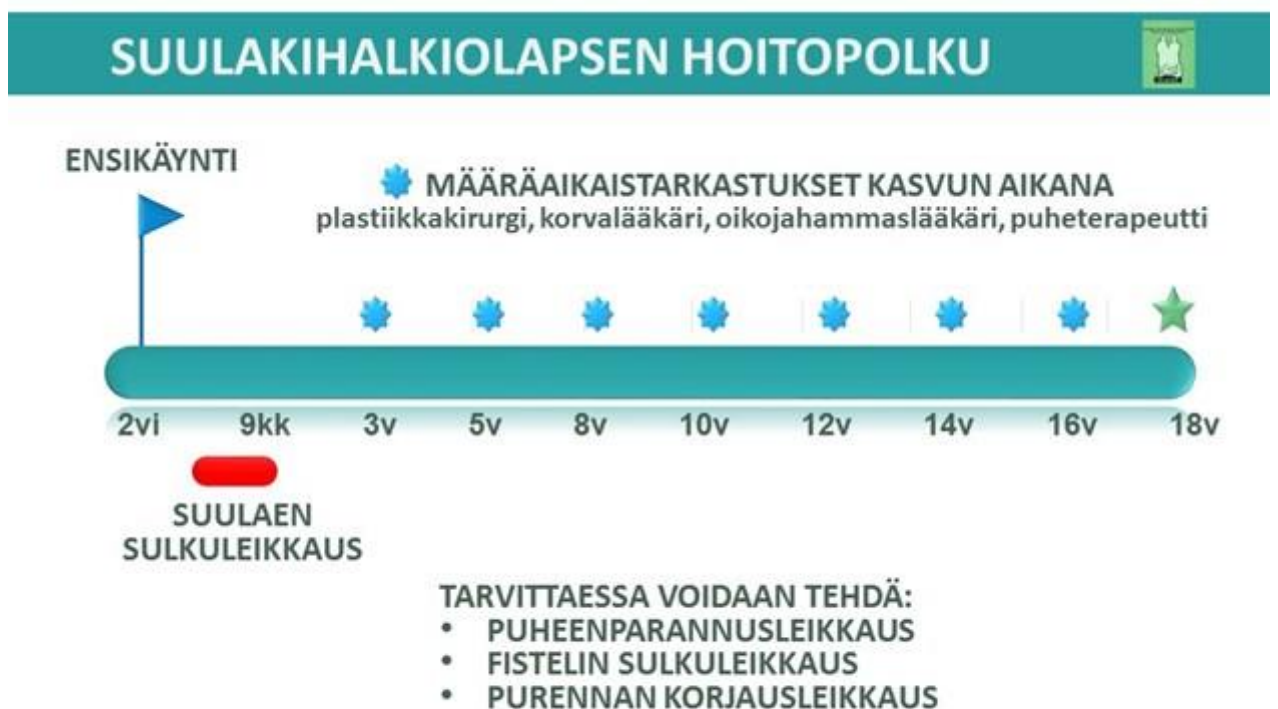 SUULAKIHALKIOLAPSEN HOITOPOLKU
ENSIKÄYNTI
MÄÄRÄAIKAISTARKASTUKSET KASVUN AIKANA
plastiikkakirurgi, korvalääkäri, oikojahammaslääkäri, puheterapeutti
2vi 9kk 3v 5v 8v 10v 12v 14v 16v 18v
SUULAEN
SULKULEIKKAUS
TARVITTAESSA VOIDAAN TEHDÄ:
• PUHEENPARANNUSLEIKKAUS
• FISTELIN SULKULEIKKAUS
• PURENNAN KORJAUSLEIKKAUS